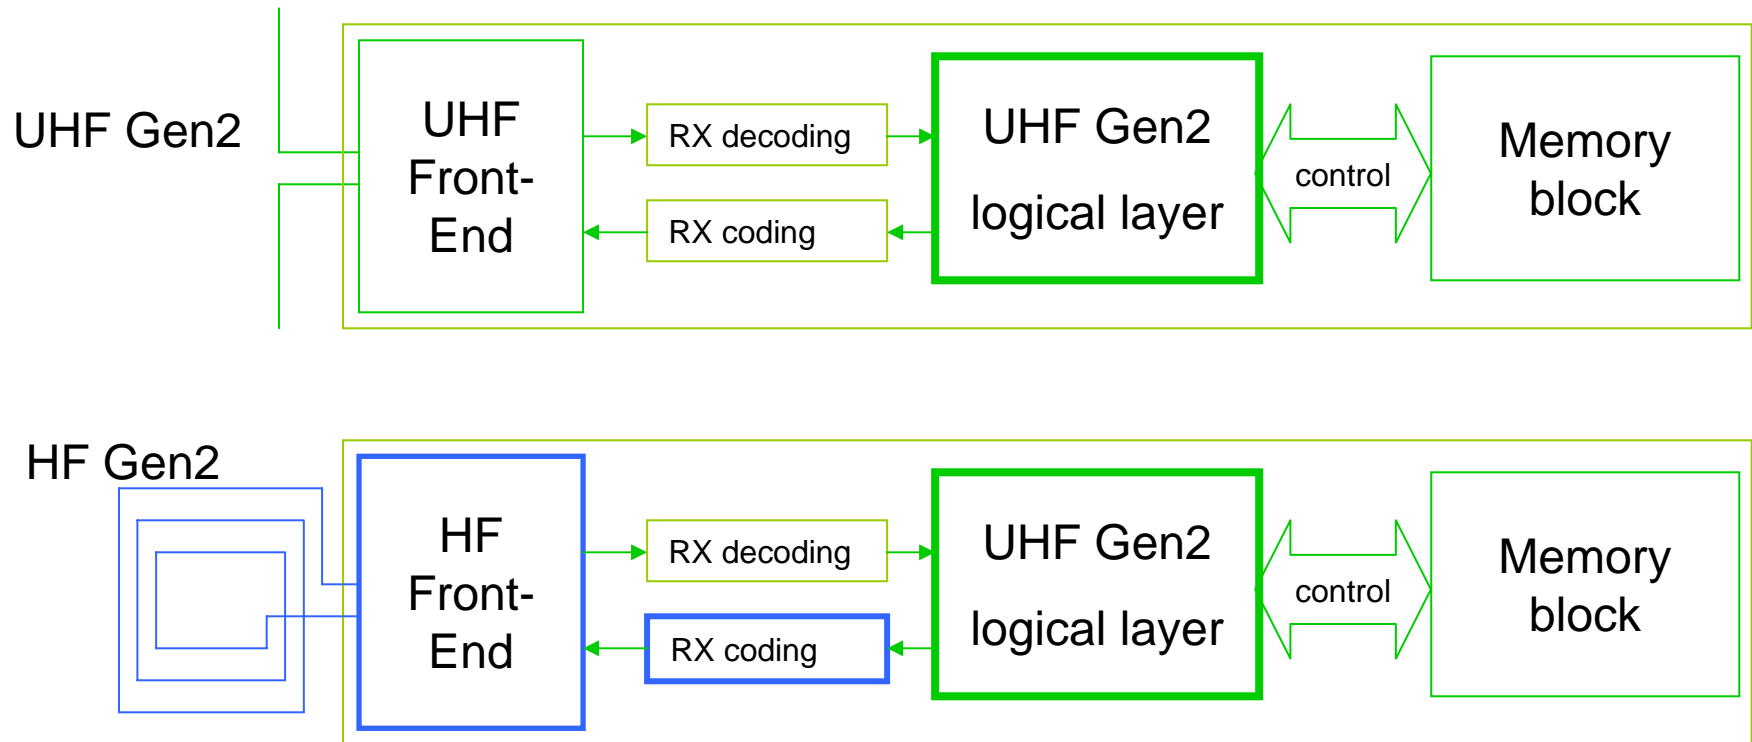 UHF Gen2
UHF
Front-
End
RX decoding
RX coding
UHF Gen2
logical layer
control
Memory
block
HF Gen2
HF
Front-
End
RX decoding
RX coding
UHF Gen2
logical layer
control
Memory
block